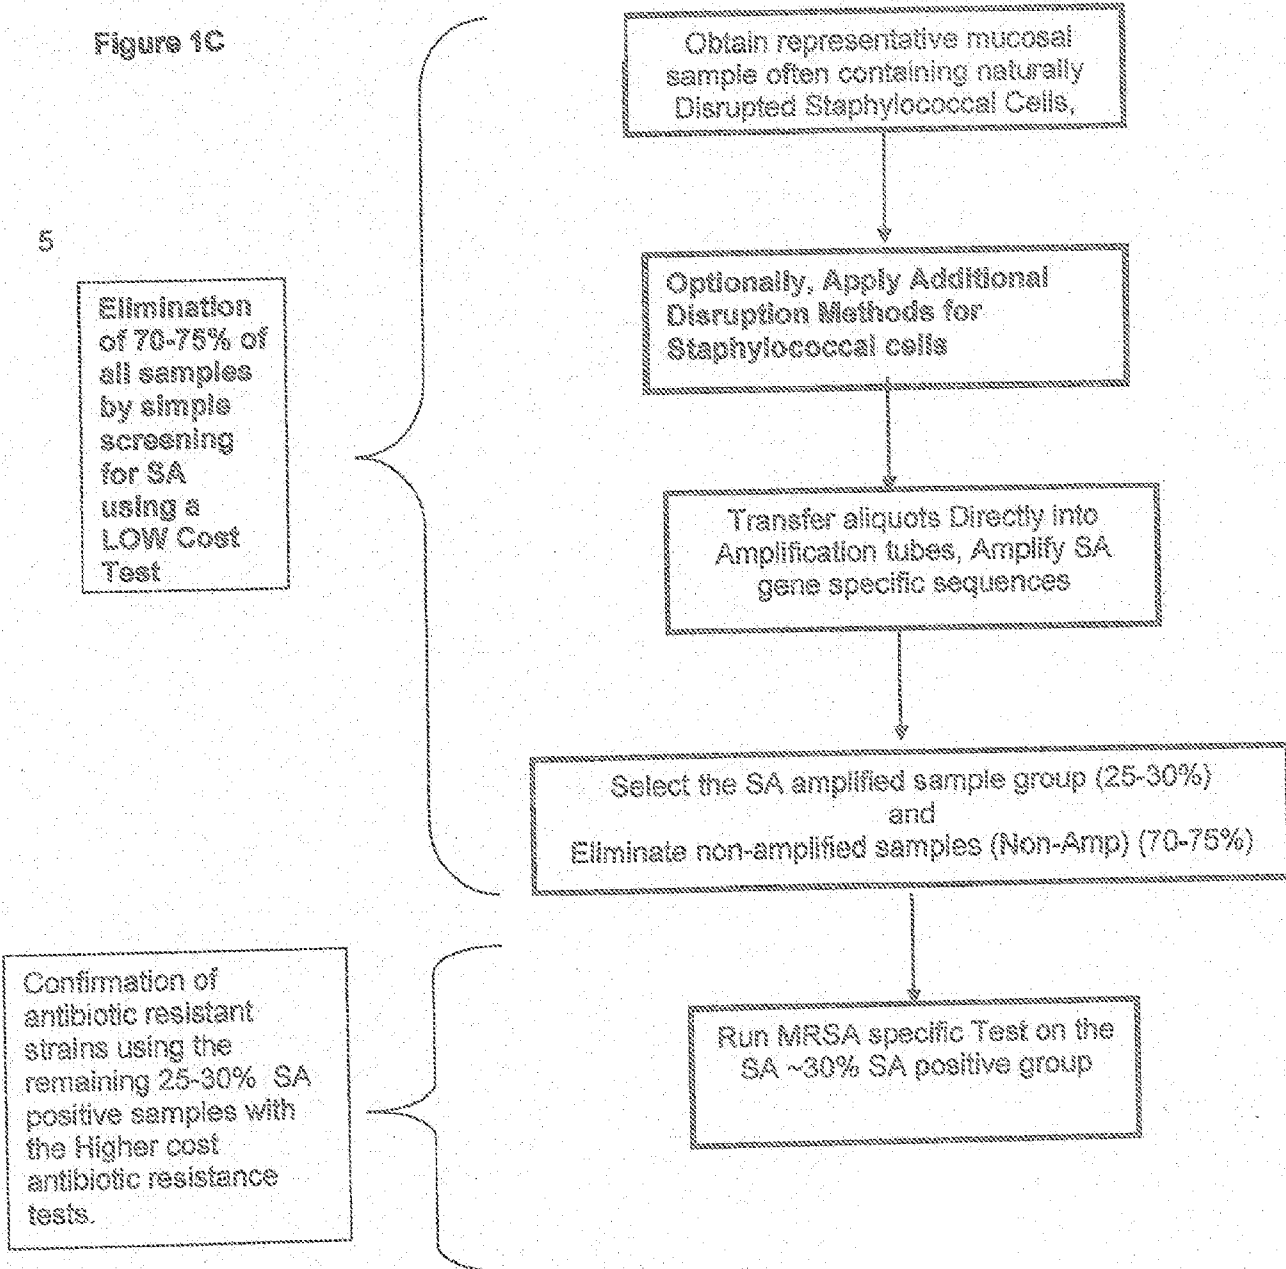 Figure 1C
Obtain representative mucosal
sample often containing naturally
Disrupted Staphylococcal Cells,
5
Optionally, Apply Additional
Disruption Methods for
Staphylococcal cells
Elimination
of 70-75% of
all samples
by simple
screening
for SA
using a
LOW Cost
Test
Transfer aliquots Directly into
Amplification tubes, Amplify SA
gene specific sequences
Select the SA amplified sample group (25-30%)
and
Eliminate non-amplified samples (Non-Amp) (70-75%)
Confirmation of
antibiotic resistant
strains using the
remaining 25-30% SA
positive samples with
the Higher cost
antibiotic resistance
tests.
Run MRSA specific Test on the
SA ~30% SA positive group